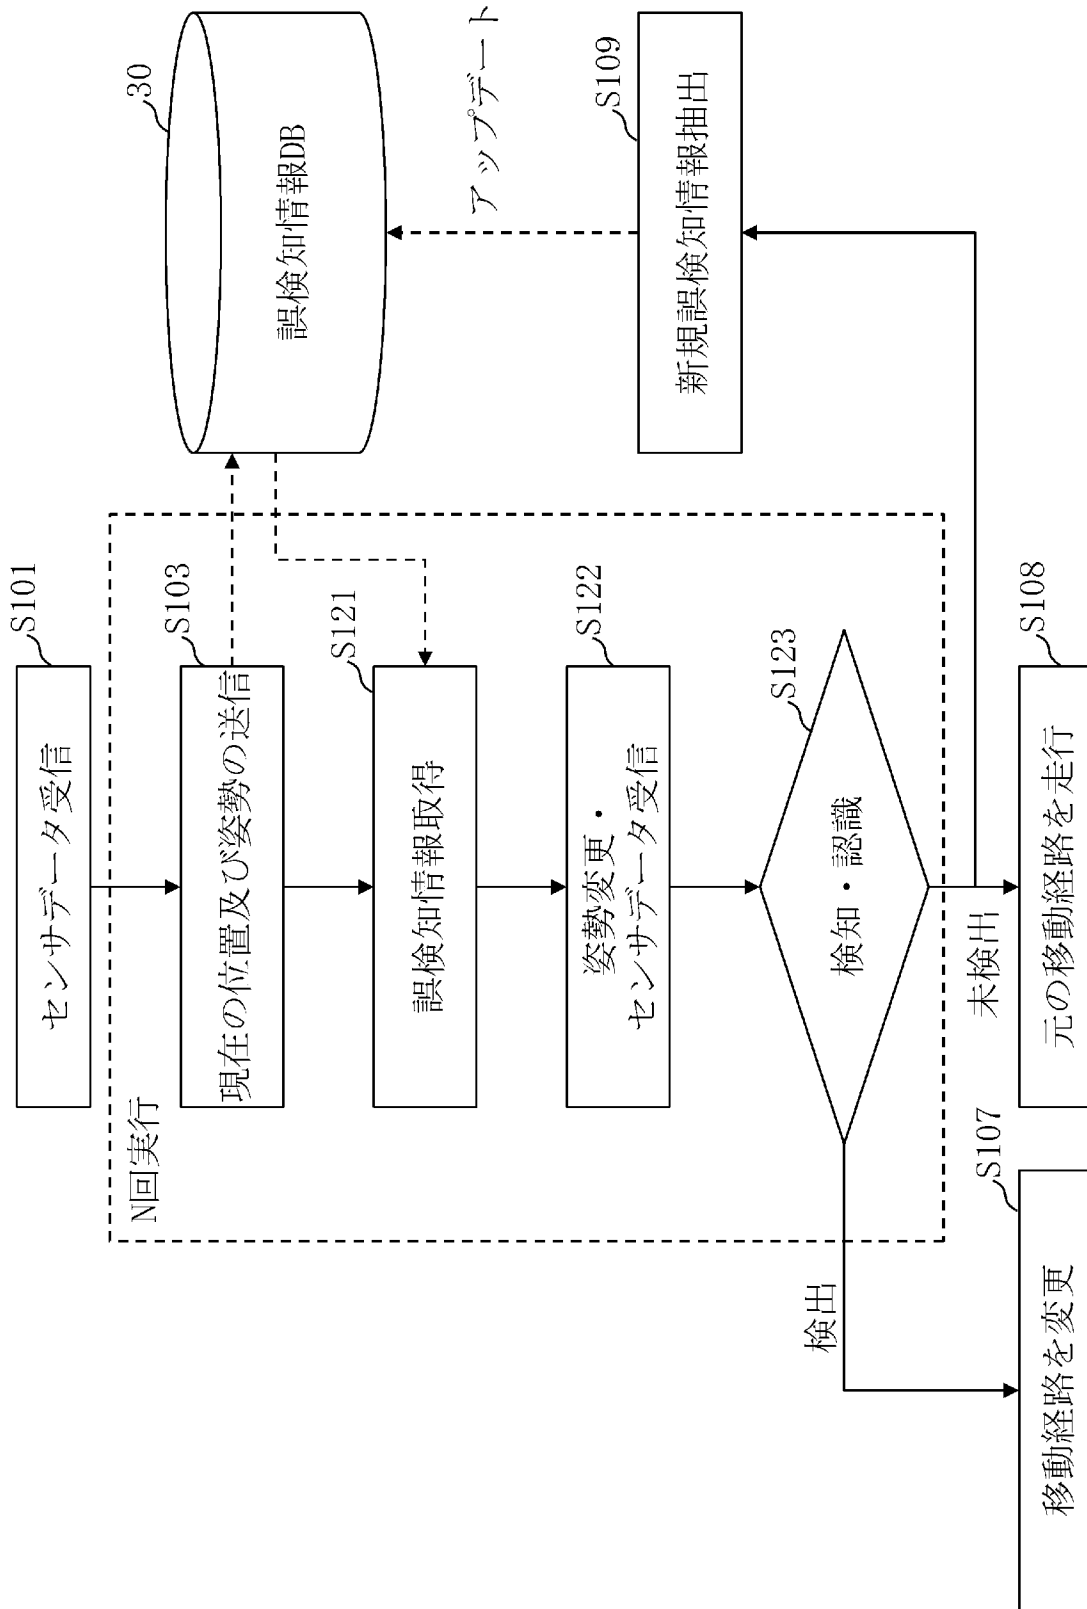 S101
センサデータ受信
N回実行
S103
現在の位置及び姿勢の送信
30
誤検知情報DB
S121
誤検知情報取得
アップデート
S122
姿勢変更・
センサデータ受信
S109
新規誤検知情報抽出
S123
検知・認識
検出
未検出
S107
移動経路を変更
S108
元の移動経路を走行